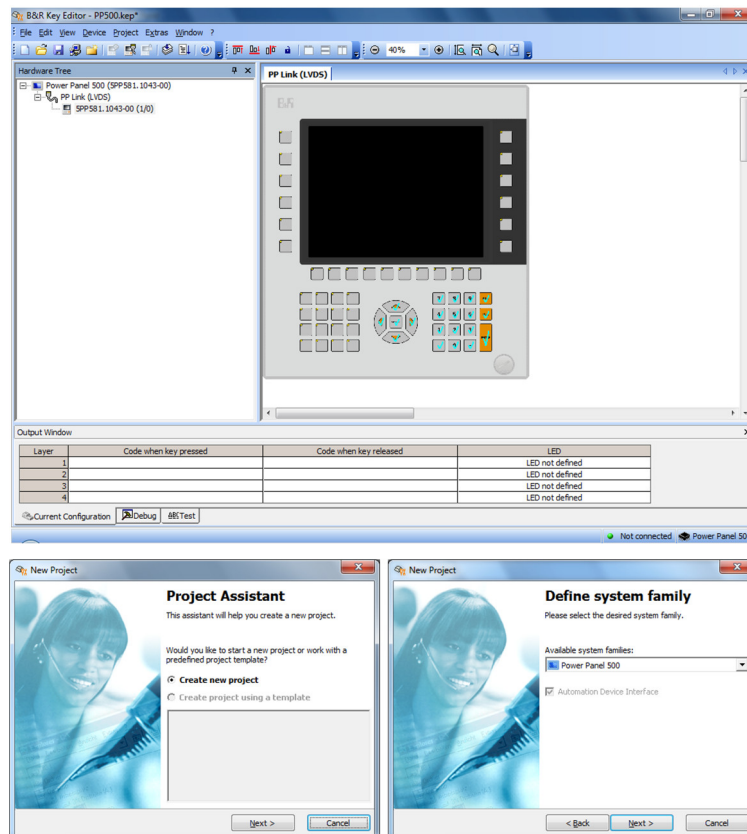 B&R Key Editor - PP500.kep*
File Edit View Device Project Extras Window ?
40%
Hardware Tree
PP Link (LVDS)
Power Panel 500 (5PP581.1043-00)
PP Link (LVDS)
5PP581.1043-00 (1/0)
B&R
Output Window
Layer Code when key pressed Code when key released LED
1 LED not defined
2 LED not defined
3 LED not defined
4 LED not defined
Current Configuration Debug Test
Not connected Power Panel 50
New Project
Project Assistant
This assistant will help you create a new project.
Would you like to start a new project or work with a
predefined project template?
Create new project
Create project using a template
Next > Cancel
New Project
Define system family
Please select the desired system family.
Available system families:
Power Panel 500
Automation Device Interface
< Back Next > Cancel